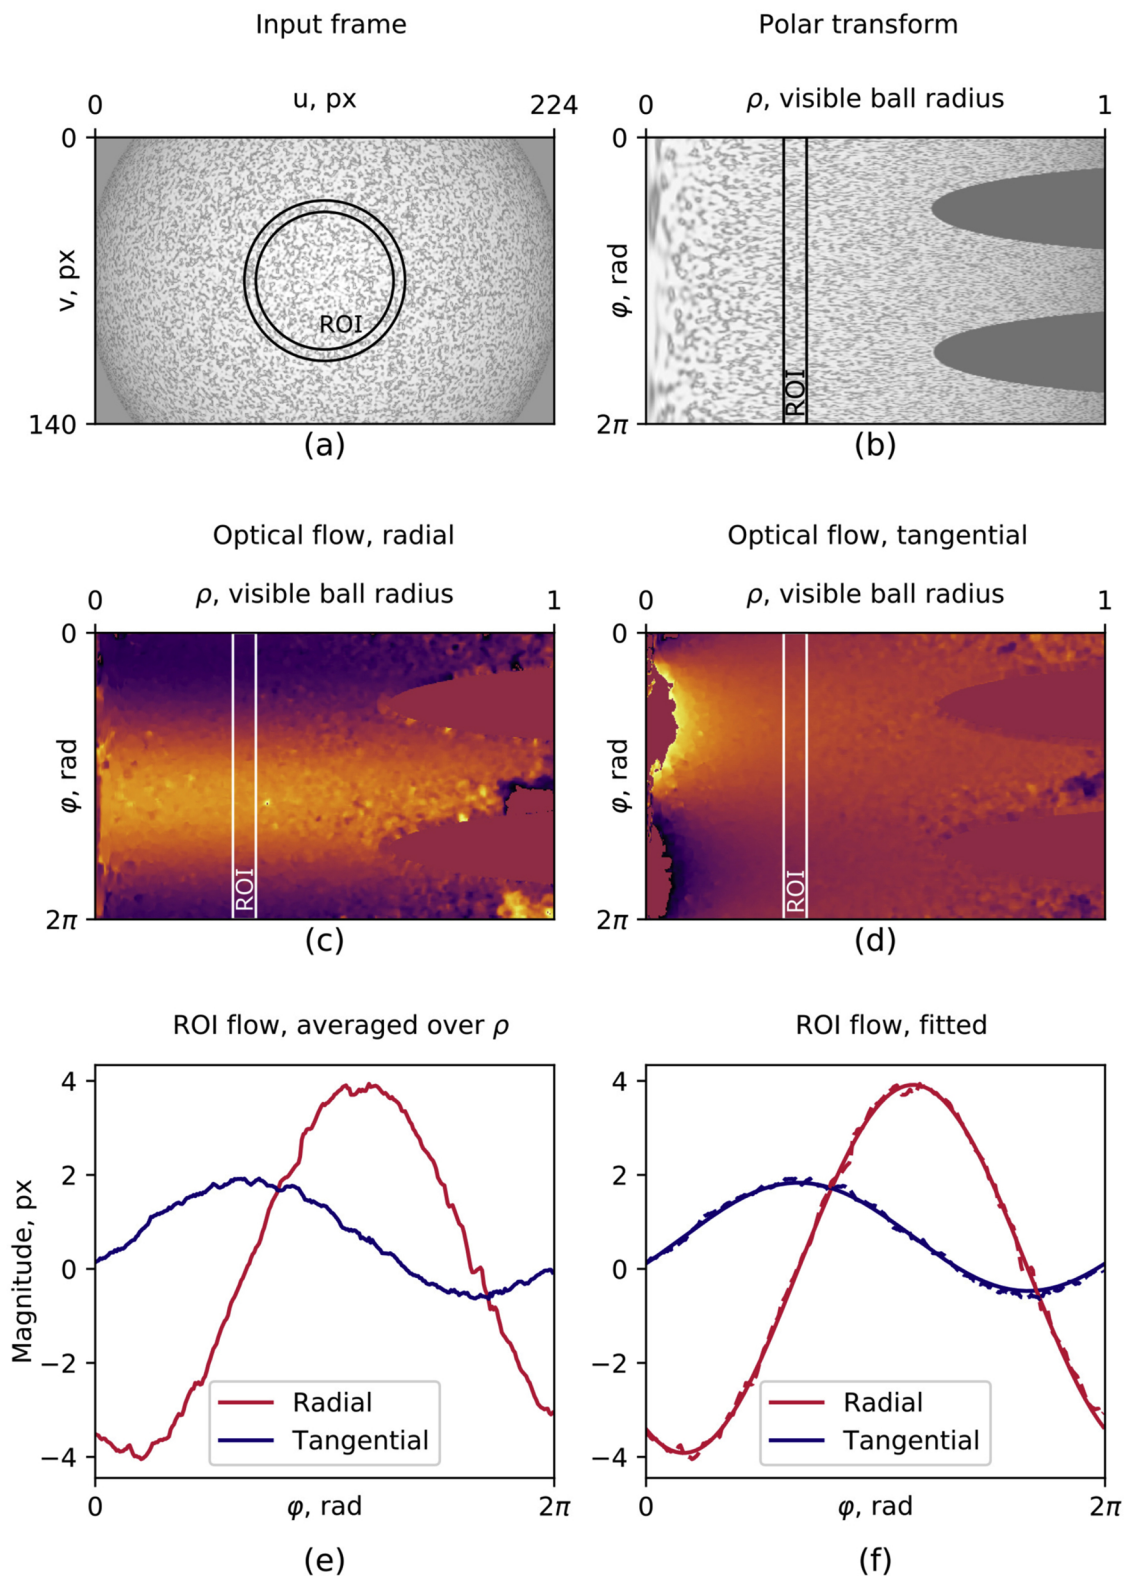 Input frame
Polar transform
0 u, px 224
0 ρ, visible ball radius 1
0
0
v, px
φ, rad
ROI
ROI
140
2π
(a)
(b)
Optical flow, radial
Optical flow, tangential
0 ρ, visible ball radius 1
0 ρ, visible ball radius 1
0
0
φ, rad
φ, rad
ROI
ROI
2π
2π
(c)
(d)
ROI flow, averaged over ρ
ROI flow, fitted
Magnitude, px
4
2
0
−2
−4
Radial
Tangential
0 φ, rad 2π
(e)
4
2
0
−2
−4
Radial
Tangential
0 φ, rad 2π
(f)